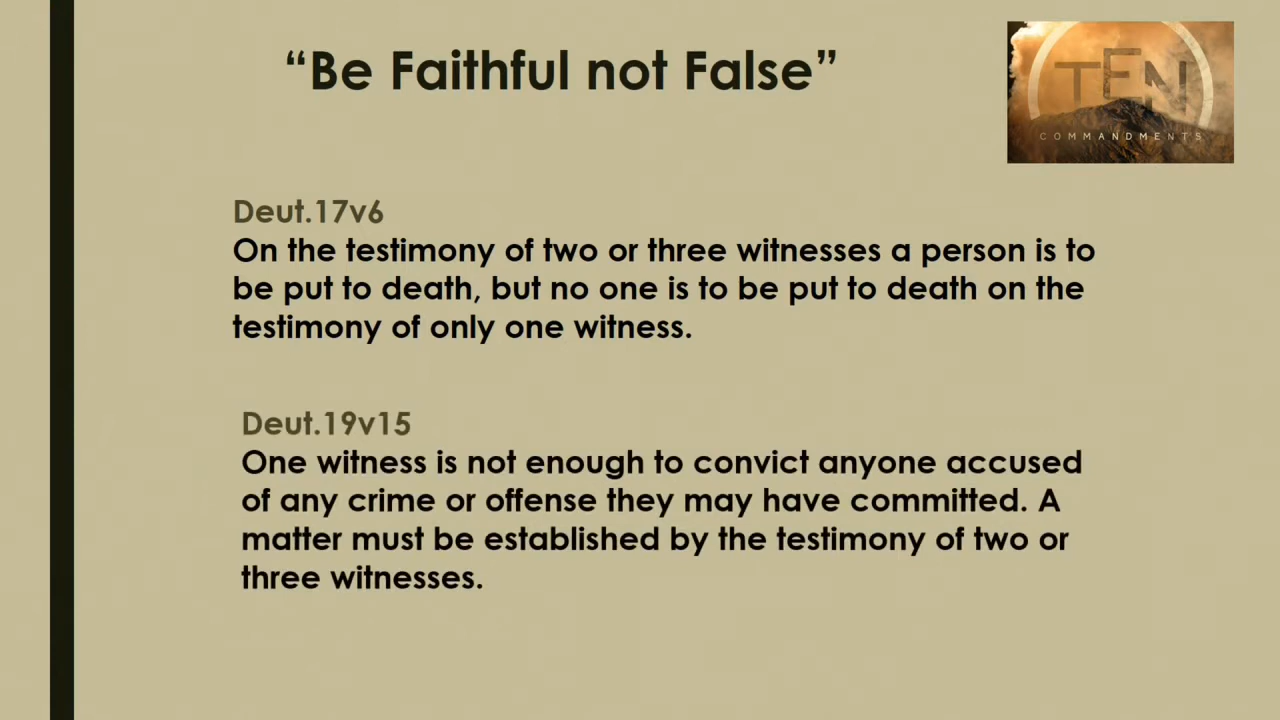 “Be Faithful not False”
TEN
COMMANDMENTS
Deut.17v6
On the testimony of two or three witnesses a person is to
be put to death, but no one is to be put to death on the
testimony of only one witness.
Deut.19v15
One witness is not enough to convict anyone accused
of any crime or offense they may have committed. A
matter must be established by the testimony of two or
three witnesses.